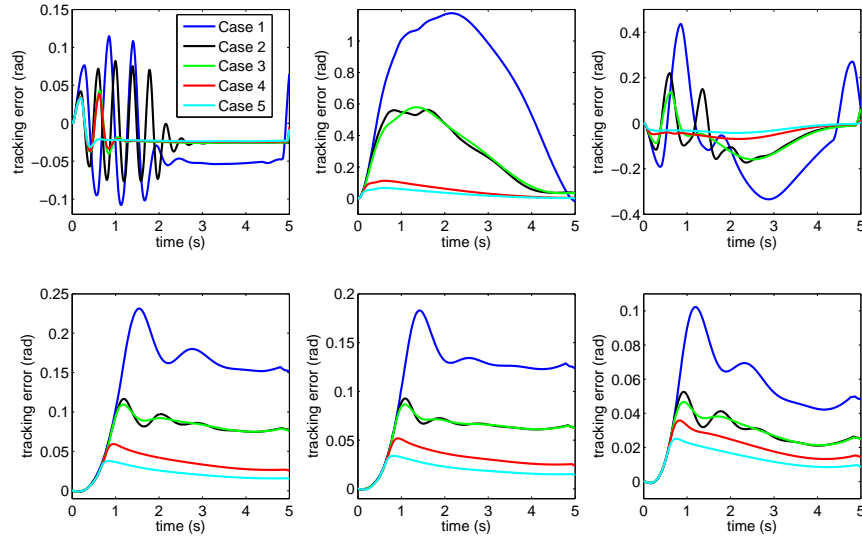 tracking error (rad)
0.15
0.1
0.05
0
−0.05
−0.1
0 1 2 3 4 5
time (s)
Case 1
Case 2
Case 3
Case 4
Case 5
tracking error (rad)
1
0.8
0.6
0.4
0.2
0
0 1 2 3 4 5
time (s)
tracking error (rad)
0.4
0.2
0
−0.2
−0.4
0 1 2 3 4 5
time (s)
tracking error (rad)
0.25
0.2
0.15
0.1
0.05
0
0 1 2 3 4 5
time (s)
tracking error (rad)
0.2
0.15
0.1
0.05
0
0 1 2 3 4 5
time (s)
tracking error (rad)
0.1
0.08
0.06
0.04
0.02
0
0 1 2 3 4 5
time (s)